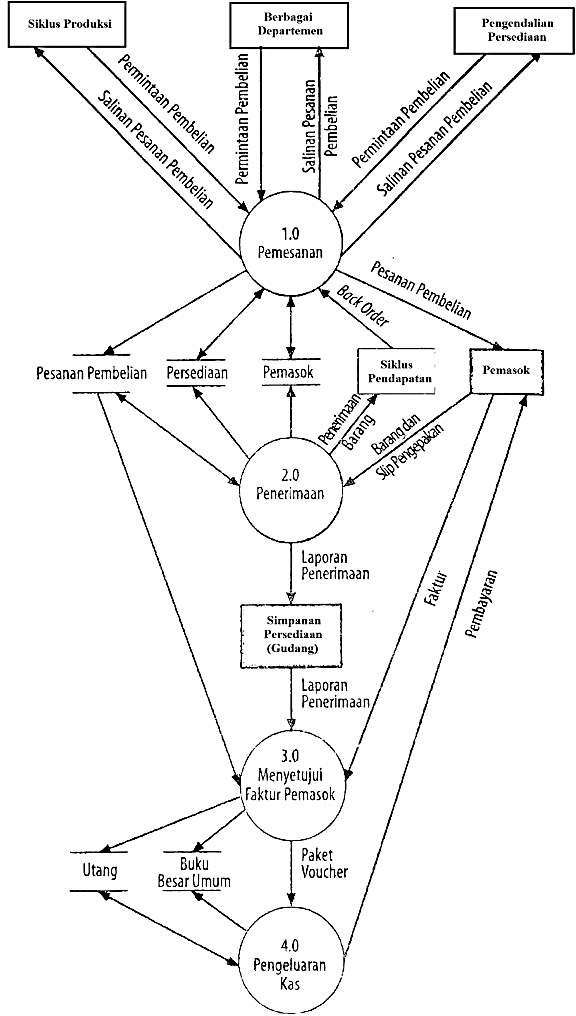 Siklus Produksi
Berbagai
Departemen
Pengendalian
Persediaan
Permintaan Pembelian
Salinan Pesanan Pembelian
Permintaan Pembelian
Salinan Pesanan
Pembelian
Permintaan Pembelian
Salinan Pesanan Pembelian
1.0
Pemesanan
Pesanan Pembelian
Back Order
Pesanan Pembelian
Persediaan
Pemasok
Siklus
Pendapatan
Pemasok
Penerimaan
Barang
Barang dan
Slip Pengepakan
2.0
Penerimaan
Laporan
Penerimaan
Simpanan
Persediaan
(Gudang)
Laporan
Penerimaan
Faktur
Pembayaran
3.0
Menyetujui
Faktur Pemasok
Utang
Buku
Besar Umum
Paket
Voucher
4.0
Pengeluaran
Kas